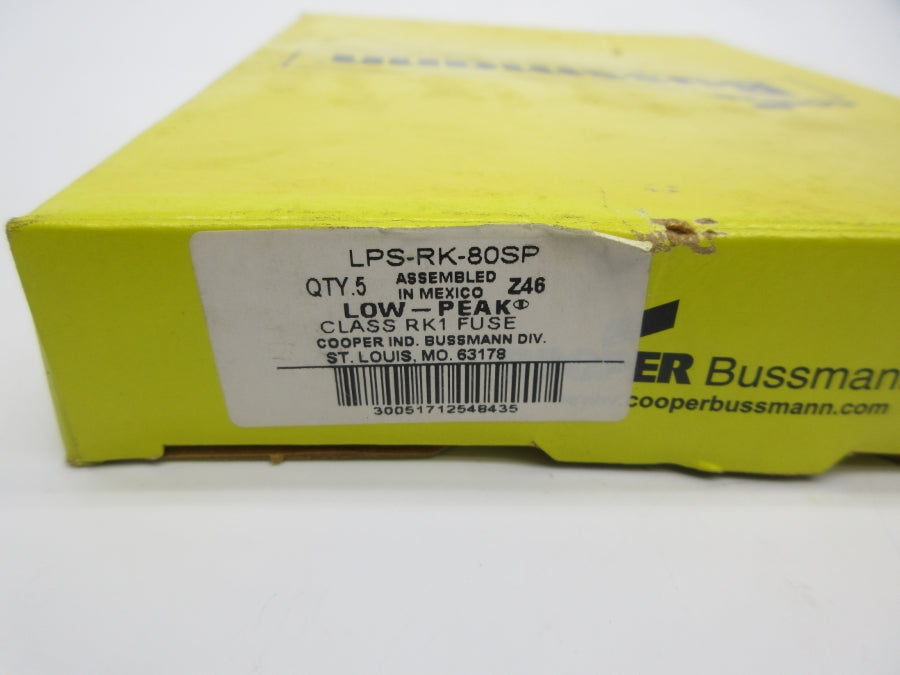 Bussmann
LPS-RK-80SP
QTY.5 ASSEMBLED IN MEXICO Z46
LOW-PEAK®
CLASS RK1 FUSE
COOPER IND. BUSSMANN DIV.
ST. LOUIS, MO. 63178
30051712548435
ER Bussman
cooperbussmann.com